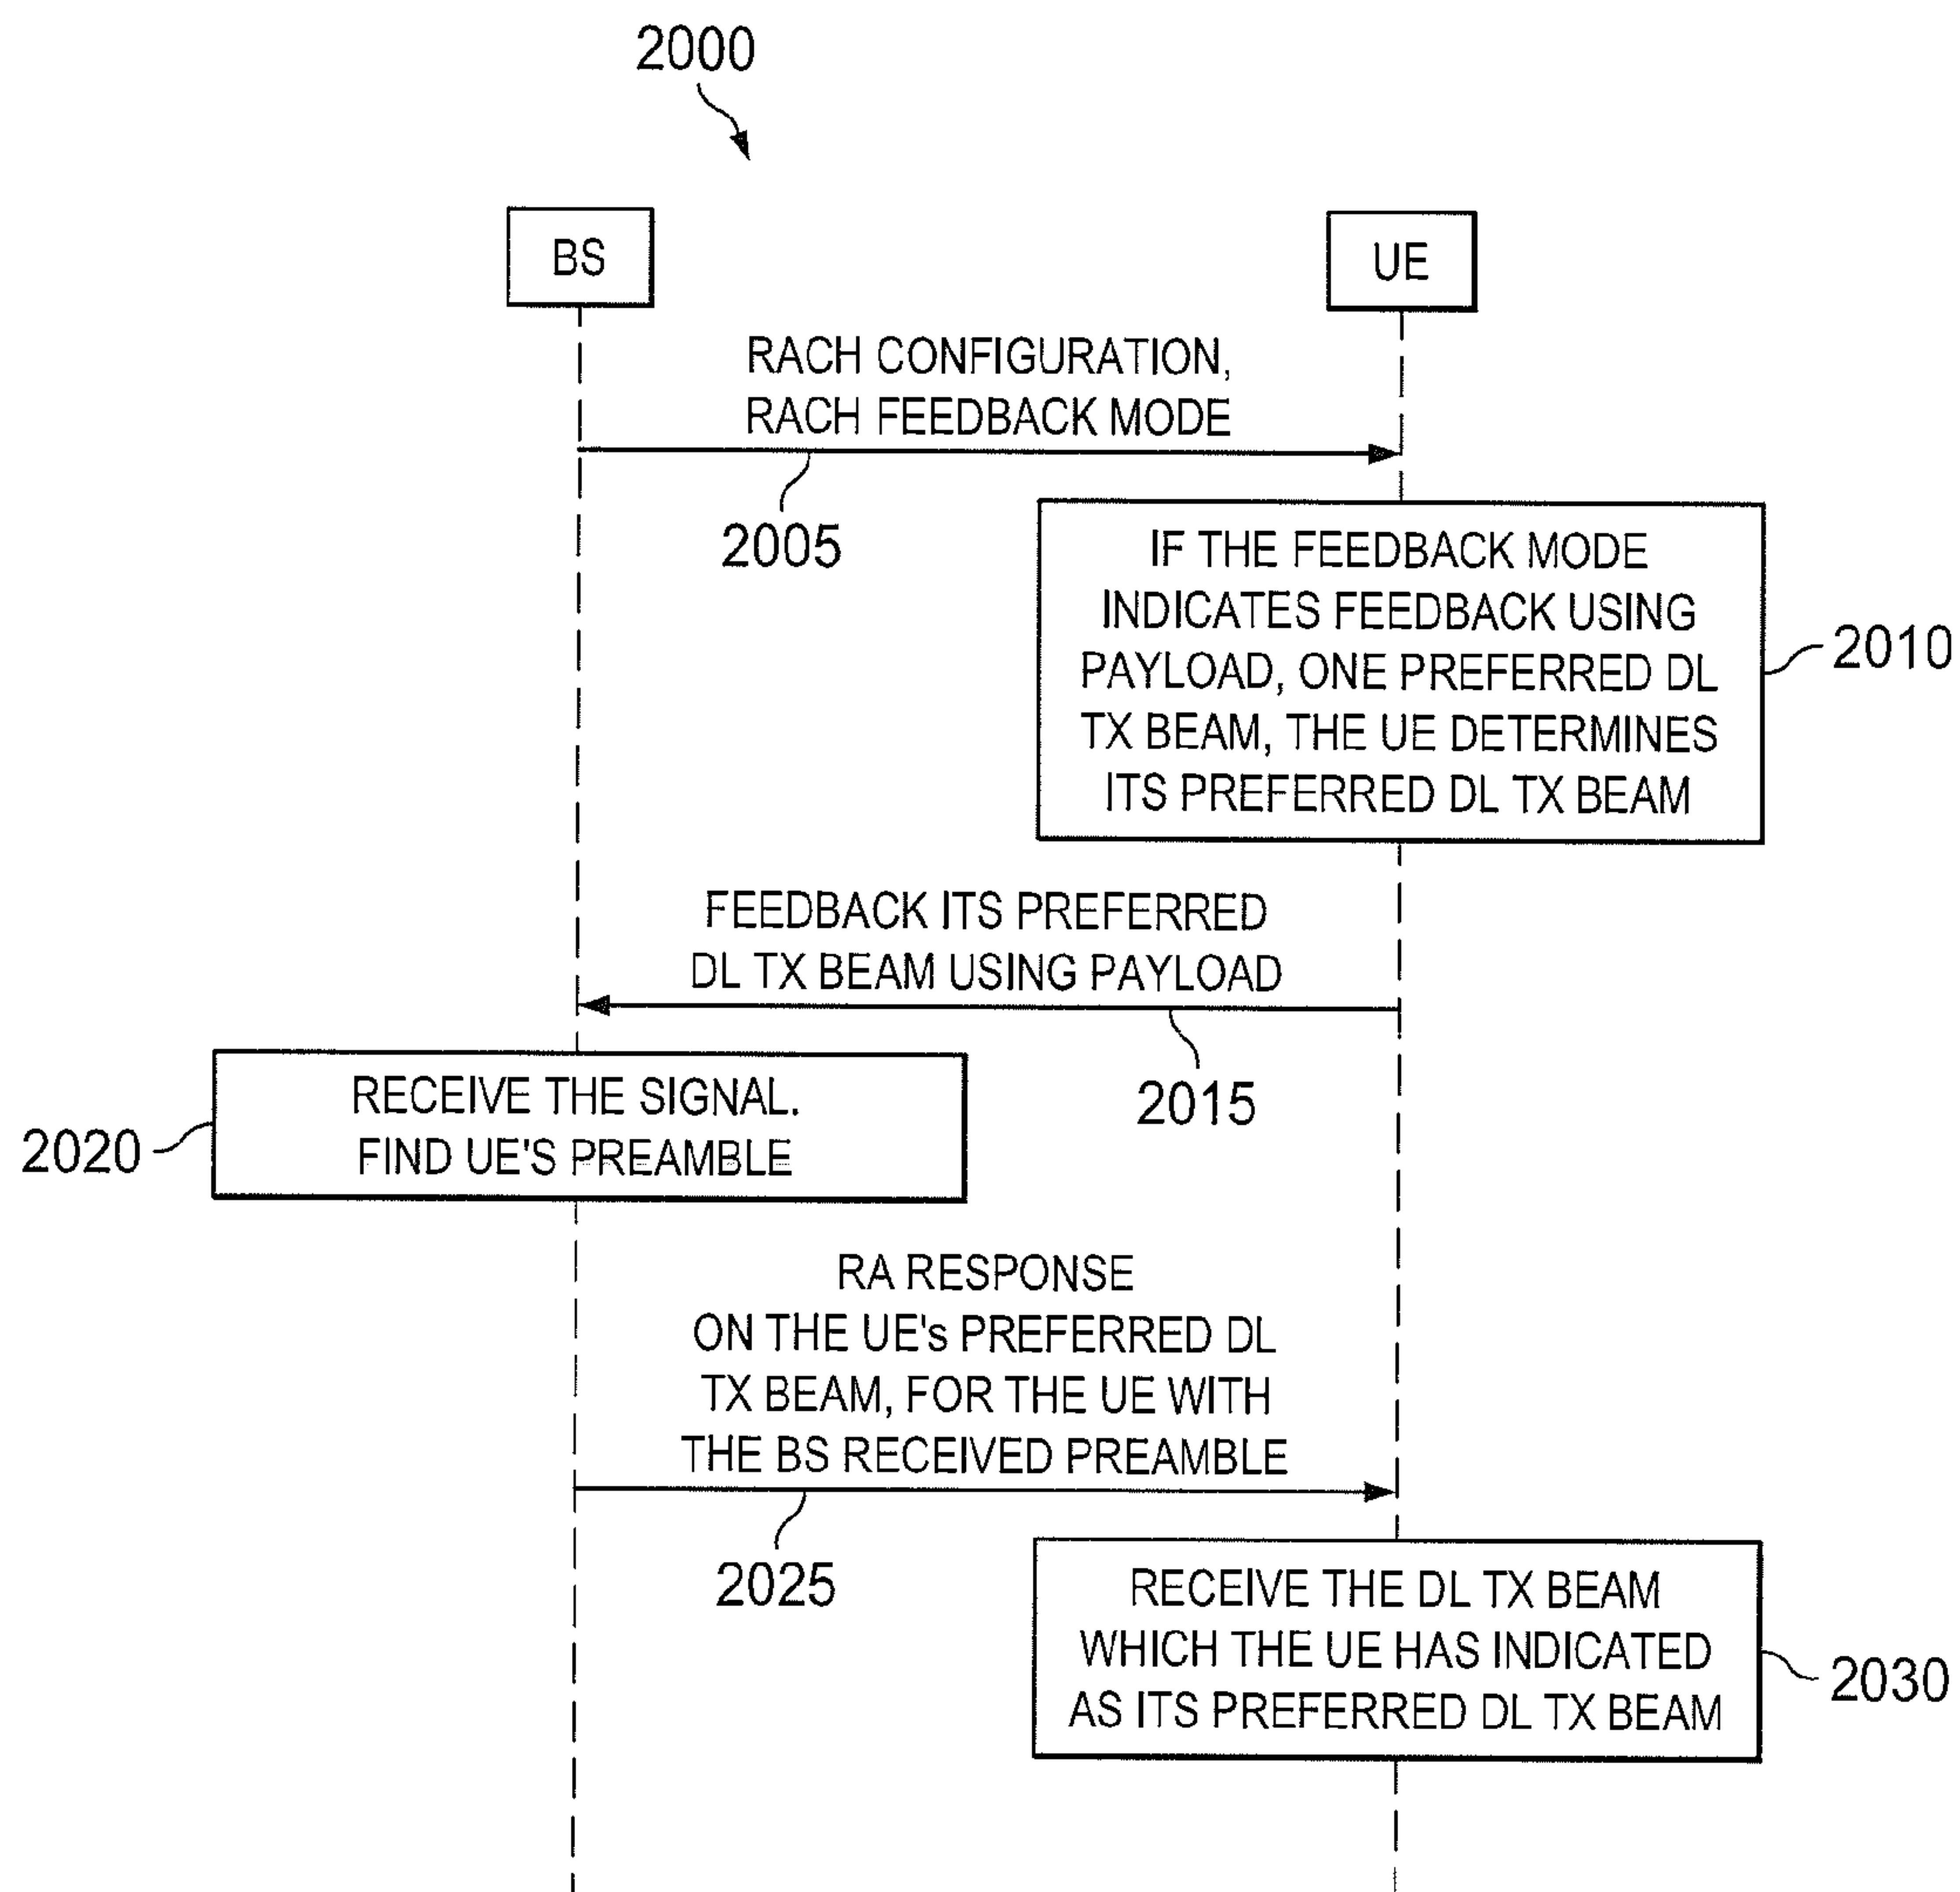 2000
BS
UE
RACH CONFIGURATION,
RACH FEEDBACK MODE
2005
IF THE FEEDBACK MODE
INDICATES FEEDBACK USING
PAYLOAD, ONE PREFERRED DL
TX BEAM, THE UE DETERMINES
ITS PREFERRED DL TX BEAM
2010
FEEDBACK ITS PREFERRED
DL TX BEAM USING PAYLOAD
2015
RECEIVE THE SIGNAL.
FIND UE'S PREAMBLE
2020
RA RESPONSE
ON THE UE's PREFERRED DL
TX BEAM, FOR THE UE WITH
THE BS RECEIVED PREAMBLE
2025
RECEIVE THE DL TX BEAM
WHICH THE UE HAS INDICATED
AS ITS PREFERRED DL TX BEAM
2030